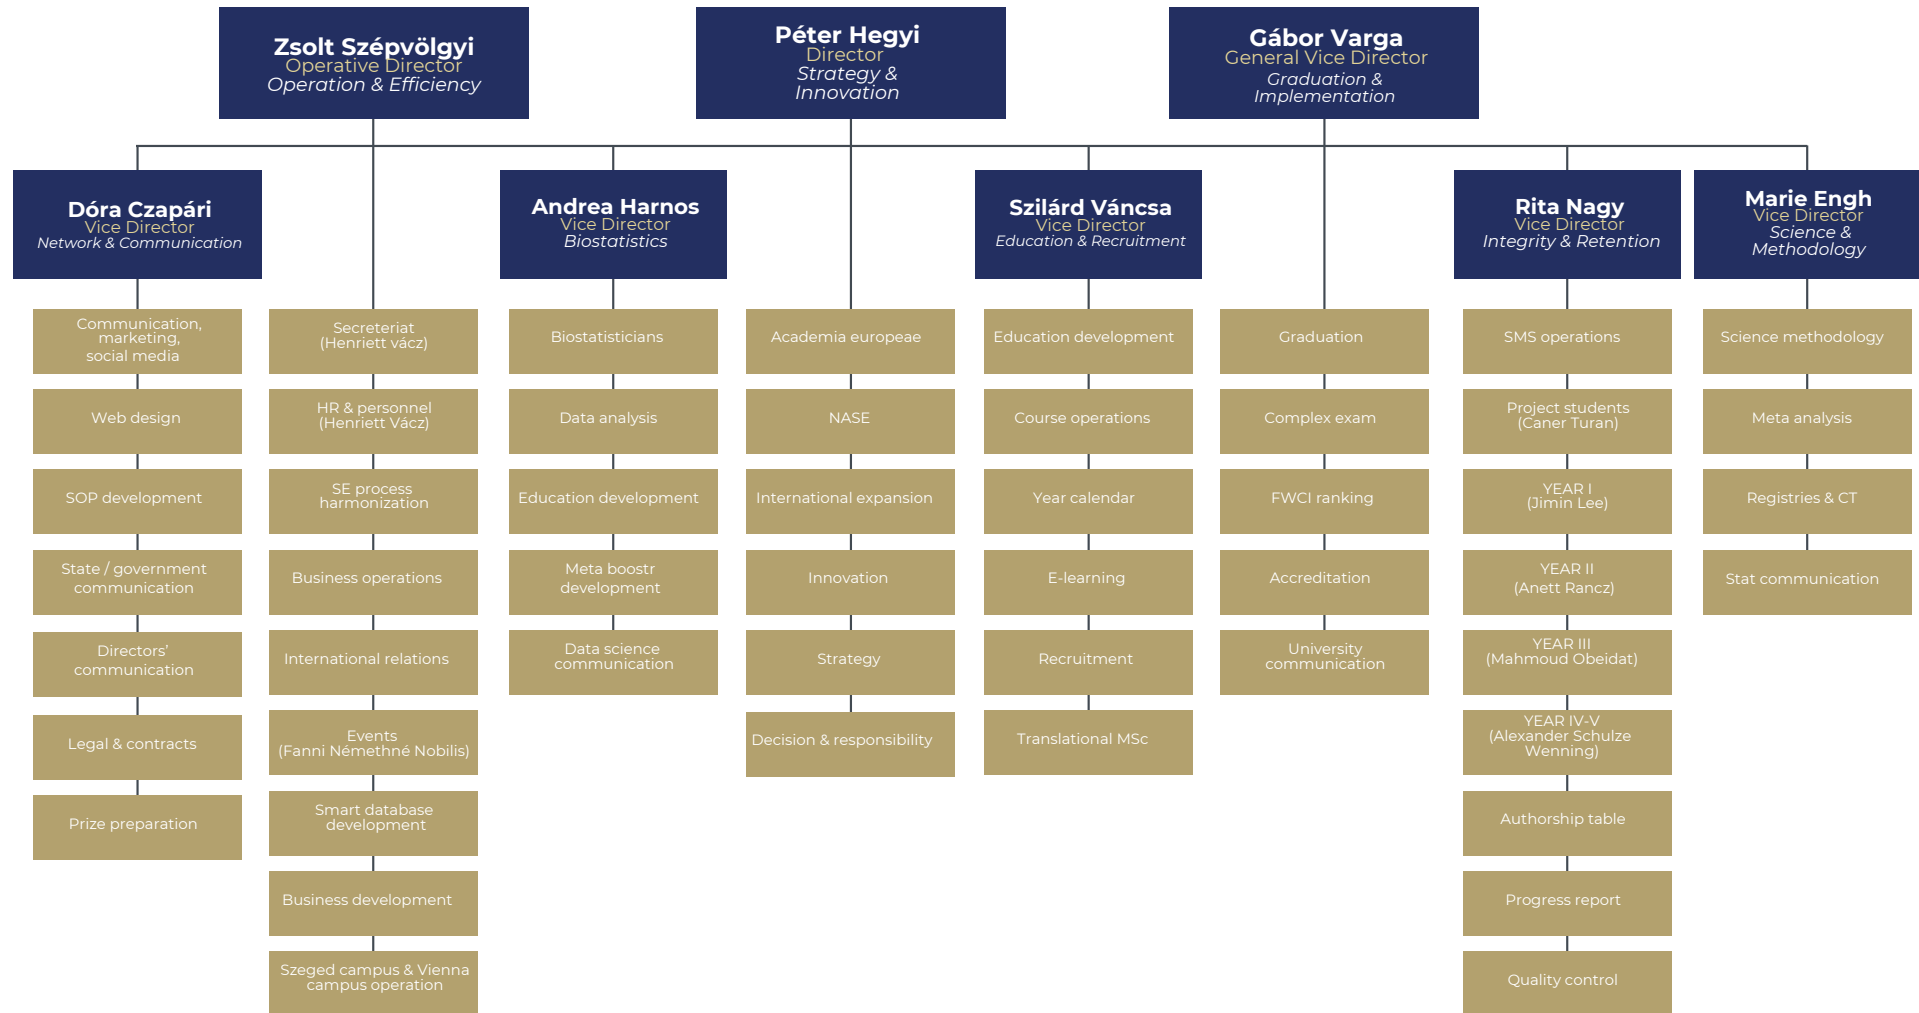 Zsolt Szépvölgyi
Operative Director
Operation & Efficiency
Péter Hegyi
Director
Strategy &
Innovation
Gábor Varga
General Vice Director
Graduation &
Implementation
Dóra Czapári
Vice Director
Network & Communication
Andrea Harnos
Vice Director
Biostatistics
Szilárd Váncsa
Vice Director
Education & Recruitment
Rita Nagy
Vice Director
Integrity & Retention
Marie Engh
Vice Director
Science &
Methodology
Communication,
marketing,
social media
Web design
SOP development
State / government
communication
Directors'
communication
Legal & contracts
Prize preparation
Secreteriat
(Henriett vácz)
HR & personnel
(Henriett Vácz)
SE process
harmonization
Business operations
International relations
Events
(Fanni Némethné Nobilis)
Smart database
development
Business development
Szeged campus & Vienna
campus operation
Biostatisticians
Data analysis
Education development
Meta boostr
development
Data science
communication
Academia europeae
NASE
International expansion
Innovation
Strategy
Decision & responsibility
Education development
Course operations
Year calendar
E-learning
Recruitment
Translational MSc
Graduation
Complex exam
FWCI ranking
Accreditation
University
communication
SMS operations
Project students
(Caner Turan)
YEAR I
(Jimin Lee)
YEAR II
(Anett Rancz)
YEAR III
(Mahmoud Obeidat)
YEAR IV-V
(Alexander Schulze
Wenning)
Authorship table
Progress report
Quality control
Science methodology
Meta analysis
Registries & CT
Stat communication